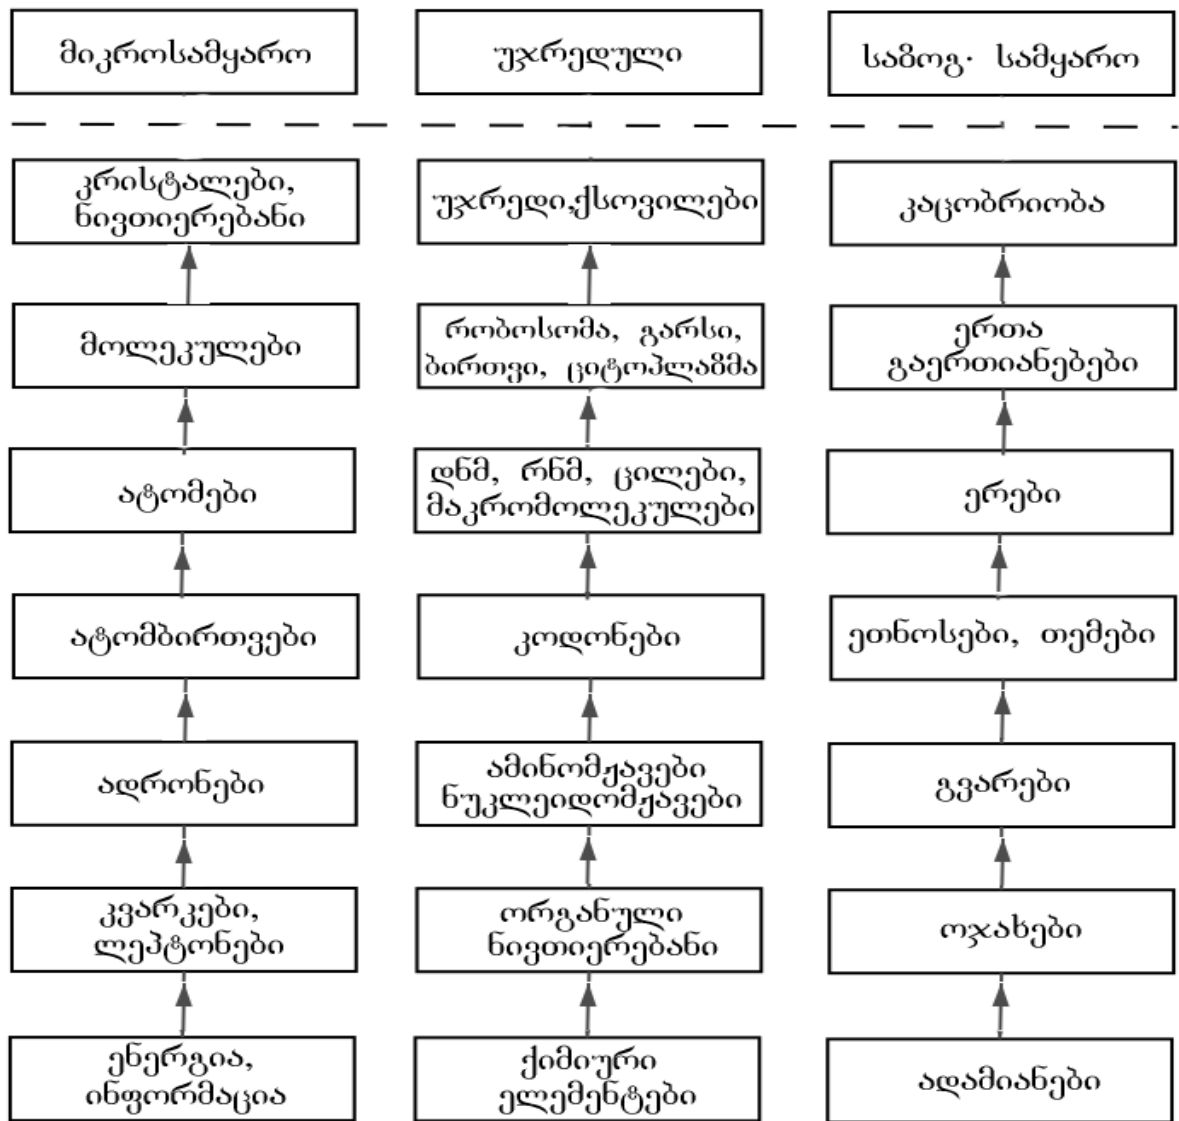 მიკროსამყარო
უჯრედული
საზოგ. სამყარო
კრისტალები,
ნივთიერებანი
უჯრედი,ქსოვილები
კაცობრიობა
მოლეკულები
რობოსომა, გარსი,
ბირთვი, ციტოპლაზმა
ერთა
გაერთიანებები
ატომები
დნმ, რნმ, ცილები,
მაკრომოლეკულები
ერები
ატომბირთვები
კოდონები
ეთნოსები, თემები
ადრონები
ამინომჟავები
ნუკლეიდომჟავები
გვარები
კვარკები,
ლეპტონები
ორგანული
ნივთიერებანი
ოჯახები
ენერგია,
ინფორმაცია
ქიმიური
ელემენტები
ადამიანები